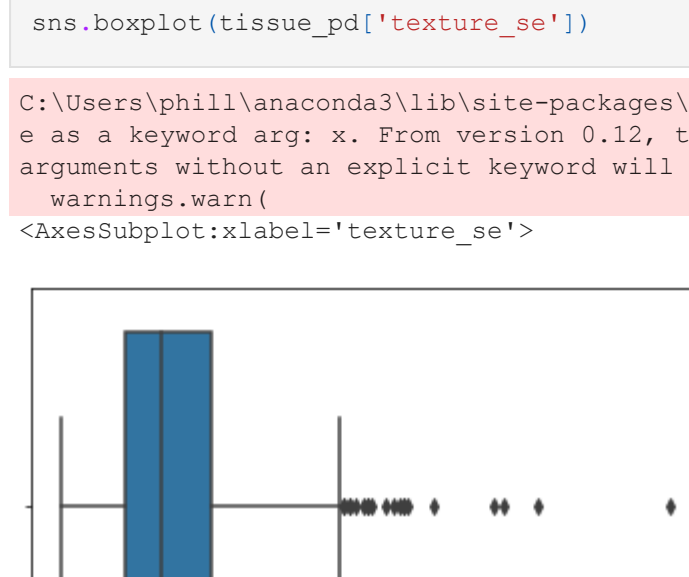 sns.boxplot(tissue_pd['texture_se'])
C:\Users\phill\anaconda3\lib\site-packages\
e as a keyword arg: x. From version 0.12, t
arguments without an explicit keyword will
warnings.warn(
<AxesSubplot:xlabel='texture_se'>